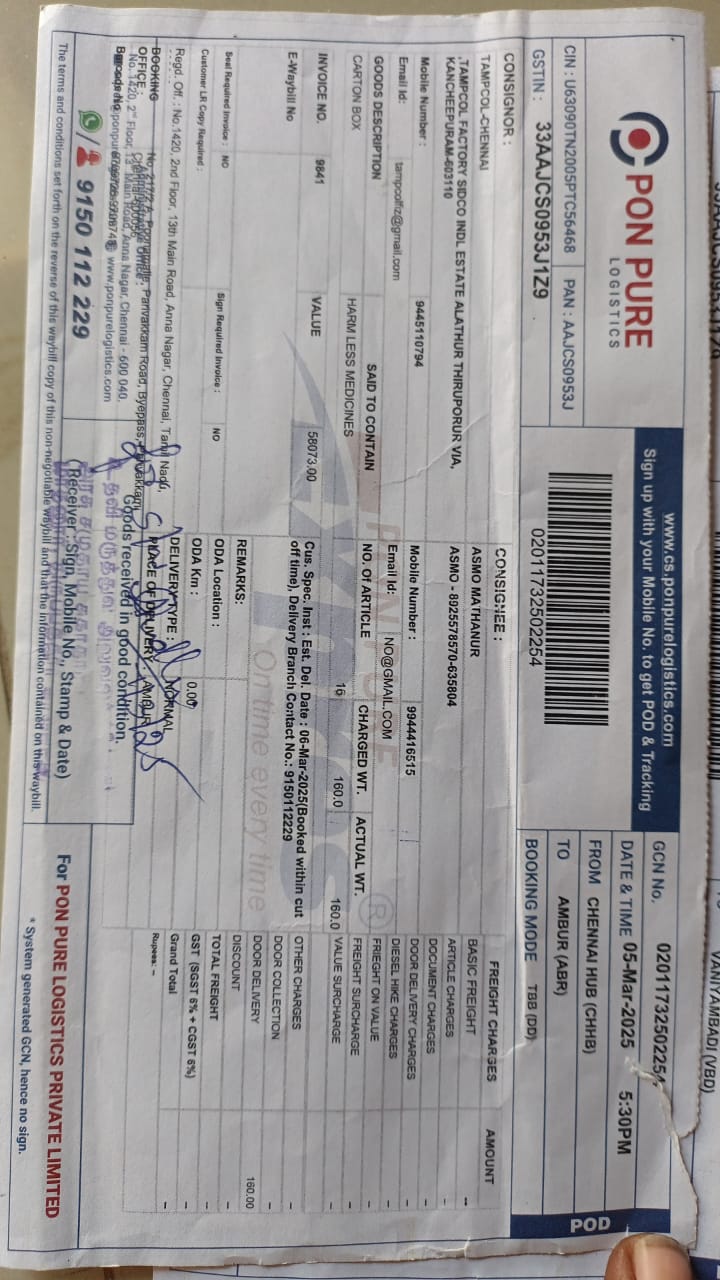 PON PURE
LOGISTICS
CIN : U63090TN2005PTC56468 PAN : AAJCS0953J
GSTIN : 33AAJCS0953J1Z9
www.cs.ponpurelogistics.com
Sign up with your Mobile No. to get POD & Tracking
02011732502254
GCN No. 02011732502254
DATE & TIME 05-Mar-2025 5:30PM
FROM CHENNAI HUB (CHHB)
TO AMBUR (ABR)
BOOKING MODE TBB (DD)
POD
CONSIGNOR :
TAMPCOL-CHENNAI
,TAMPCOL FACTORY SIDCO INDL ESTATE ALATHUR THIRUPORUR VIA,
KANCHEEPURAM-603110
Mobile Number : 9445110794
Email Id: tampcolfiz@gmail.com
CONSIGNEE :
ASMO MATHANUR
ASMO - 8925578570-635804
Mobile Number : 9944416515
Email Id: NO@GMAIL.COM
GOODS DESCRIPTION SAID TO CONTAIN NO. OF ARTICLE CHARGED WT. ACTUAL WT.
CARTON BOX HARM LESS MEDICINES 16 160.0 160.0
INVOICE NO. 9841 VALUE 58073.00
E-Waybill No
Cus. Spec. Inst : Est. Del. Date : 06-Mar-2025(Booked within cut
off time), Delivery Branch Contact No.: 9150112229
On time every time
Seal Required Invoice : NO Sign Required Invoice : NO
Customer LR Copy Required :
REMARKS:
ODA Location :
ODA Km : 0.00
DELIVERY TYPE : NORMAL
PLACE OF DELIVERY AMBUR
Regd. Off. : No.1420, 2nd Floor, 13th Main Road, Anna Nagar, Chennai, Tamil Nadu,
BOOKING
OFFICE :
Parivakkam Road, Byepass,
No. 1420, 2nd Floor, 13th Main Road, Anna Nagar, Chennai - 600 040.
www.ponpurelogistics.com
9150 112 229
Goods received in good condition.
(Receiver :Sign, Mobile No., Stamp & Date)
The terms and conditions set forth on the reverse of this waybill copy of this non-negotiable waybill and that the information contained on this waybill.
FREIGHT CHARGES AMOUNT
BASIC FREIGHT --
ARTICLE CHARGES -
DOCUMENT CHARGES -
DOOR DELIVERY CHARGES -
DIESEL HIKE CHARGES -
FRIEGHT ON VALUE -
FREIGHT SURCHARGE -
VALUE SURCHARGE -
OTHER CHARGES -
DOOR COLLECTION -
DOOR DELIVERY 160.00
DISCOUNT -
TOTAL FREIGHT -
GST (SGST 6% + CGST 6%) -
Grand Total -
Rupees: --
For PON PURE LOGISTICS PRIVATE LIMITED
* System generated GCN, hence no sign.
VANIYAMBADI (VBD)